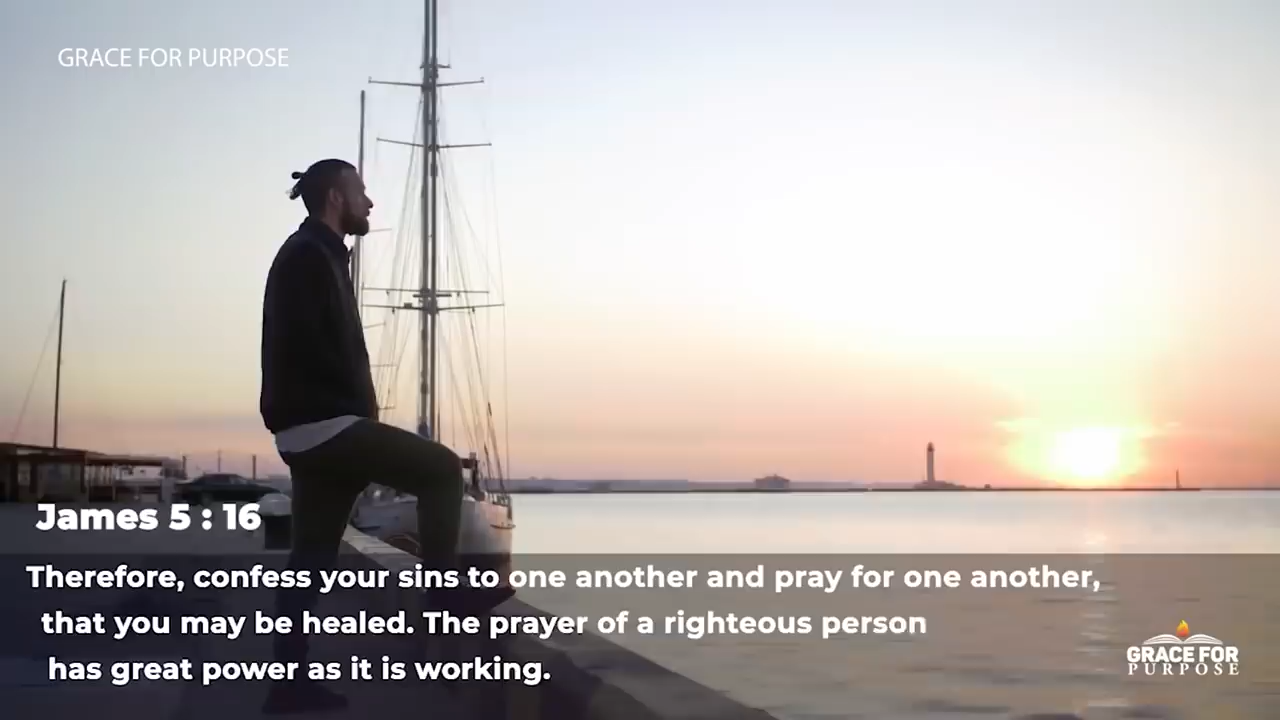 GRACE FOR PURPOSE
James 5 : 16
Therefore, confess your sins to one another and pray for one another,
that you may be healed. The prayer of a righteous person
has great power as it is working.
GRACE FOR
PURPOSE